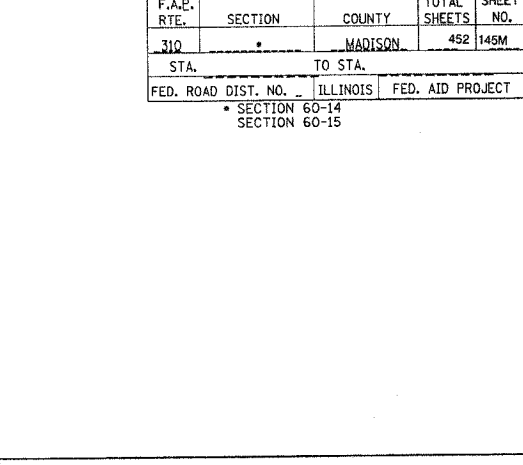 F.A.P. TOTAL SHEET
RTE. SECTION COUNTY SHEETS NO.
310 * MADISON 452 145M
STA. TO STA.
FED. ROAD DIST. NO. _ ILLINOIS FED. AID PROJECT
* SECTION 60-14
SECTION 60-15